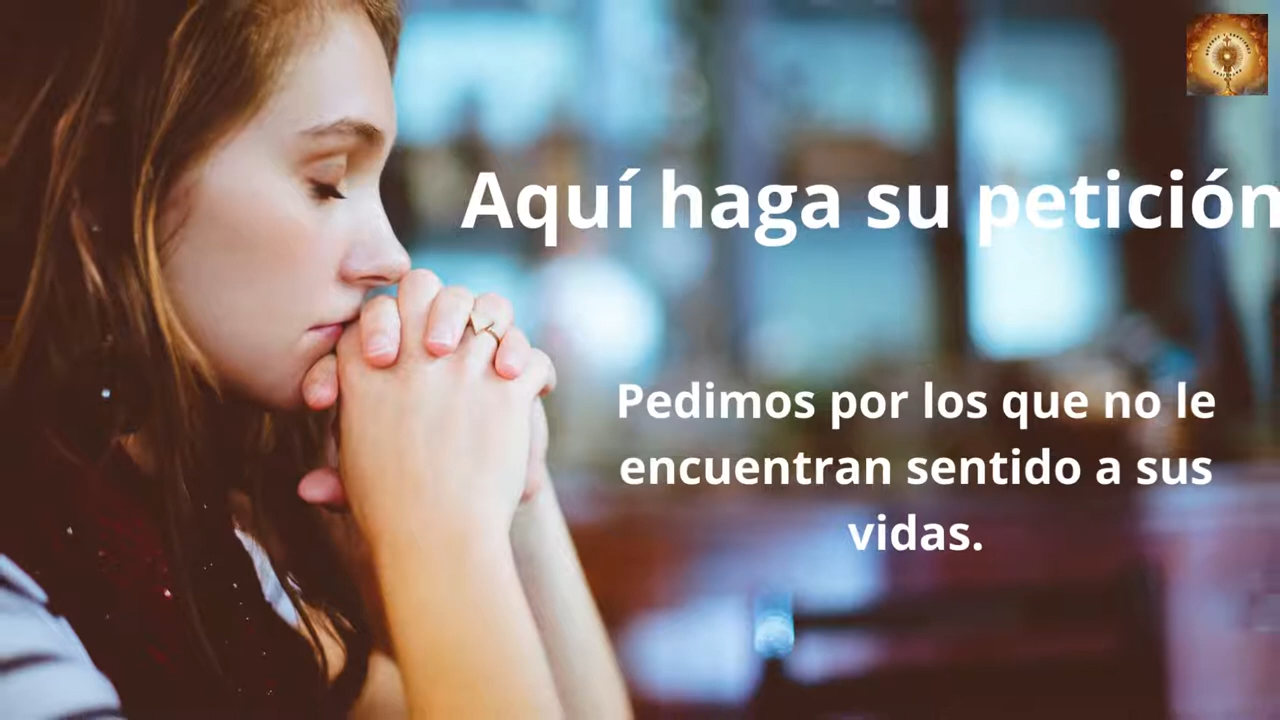 Aquí haga su petición
Pedimos por los que no le
encuentran sentido a sus
vidas.